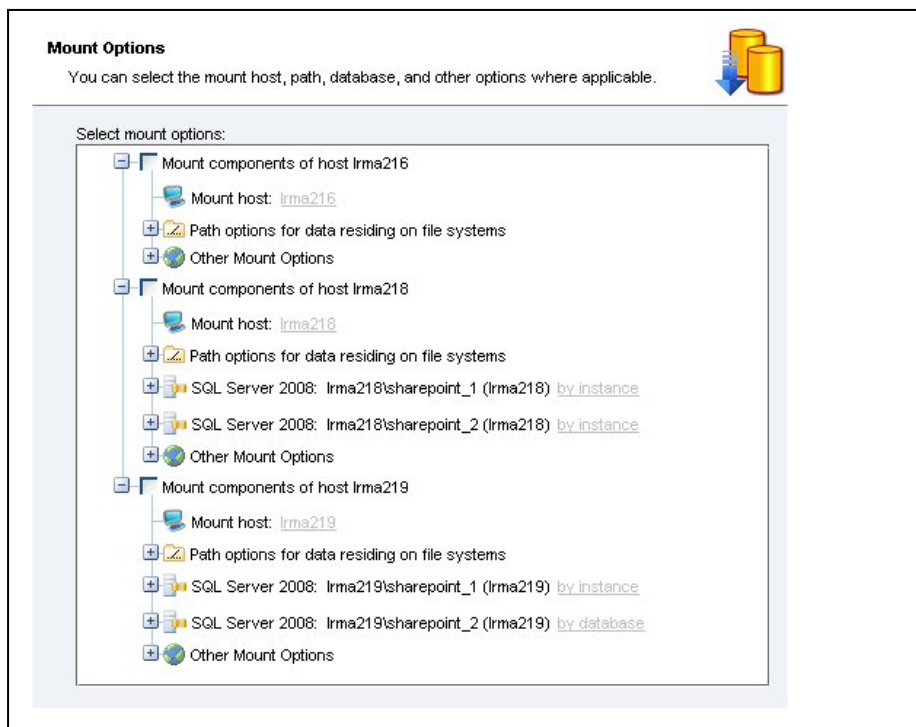 Mount Options
You can select the mount host, path, database, and other options where applicable.
Select mount options:
Mount components of host lrma216
Mount host: lrma216
Path options for data residing on file systems
Other Mount Options
Mount components of host lrma218
Mount host: lrma218
Path options for data residing on file systems
SQL Server 2008: lrma218\sharepoint_1 (lrma218) by instance
SQL Server 2008: lrma218\sharepoint_2 (lrma218) by instance
Other Mount Options
Mount components of host lrma219
Mount host: lrma219
Path options for data residing on file systems
SQL Server 2008: lrma219\sharepoint_1 (lrma219) by instance
SQL Server 2008: lrma219\sharepoint_2 (lrma219) by database
Other Mount Options